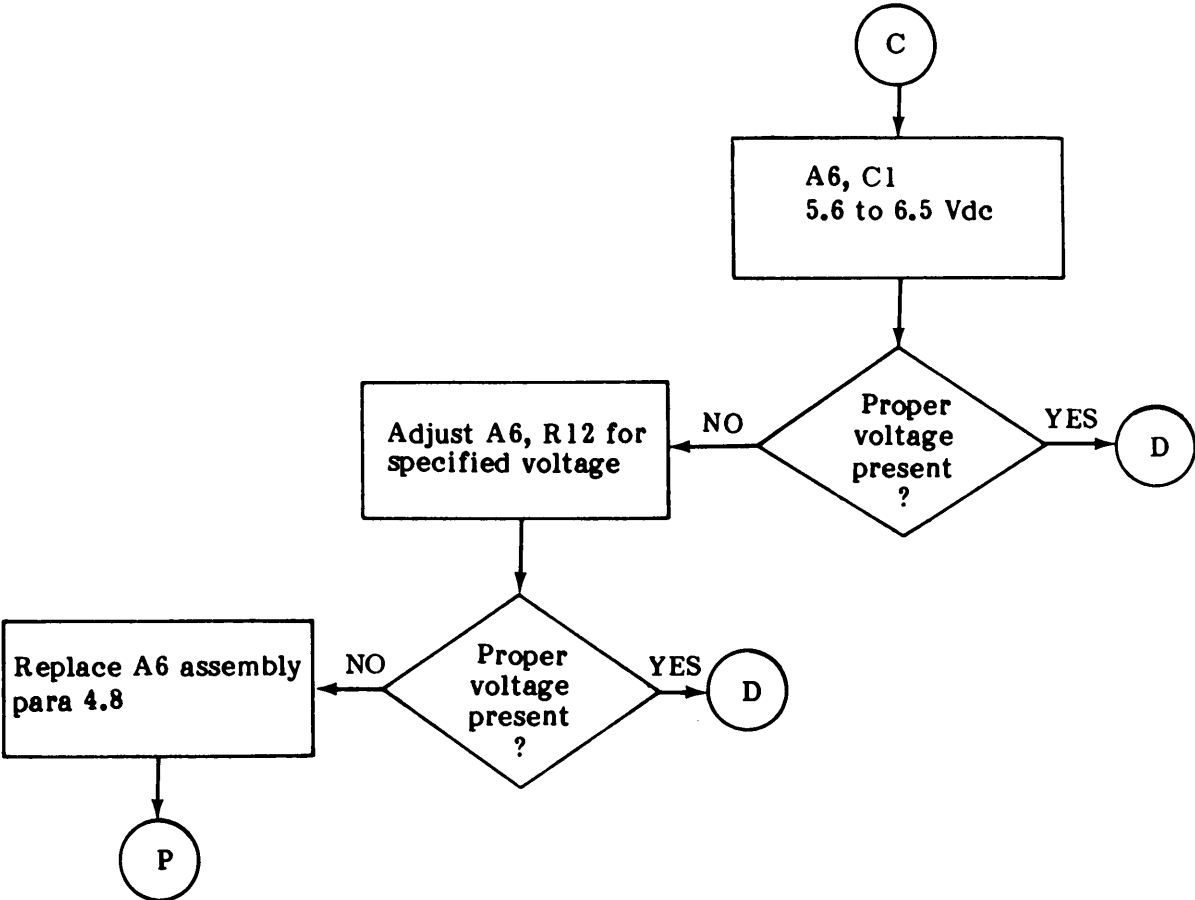 C
A6, C1
5.6 to 6.5 Vdc
Proper
voltage
present
?
YES
D
NO
Adjust A6, R12 for
specified voltage
Proper
voltage
present
?
YES
D
NO
Replace A6 assembly
para 4.8
P